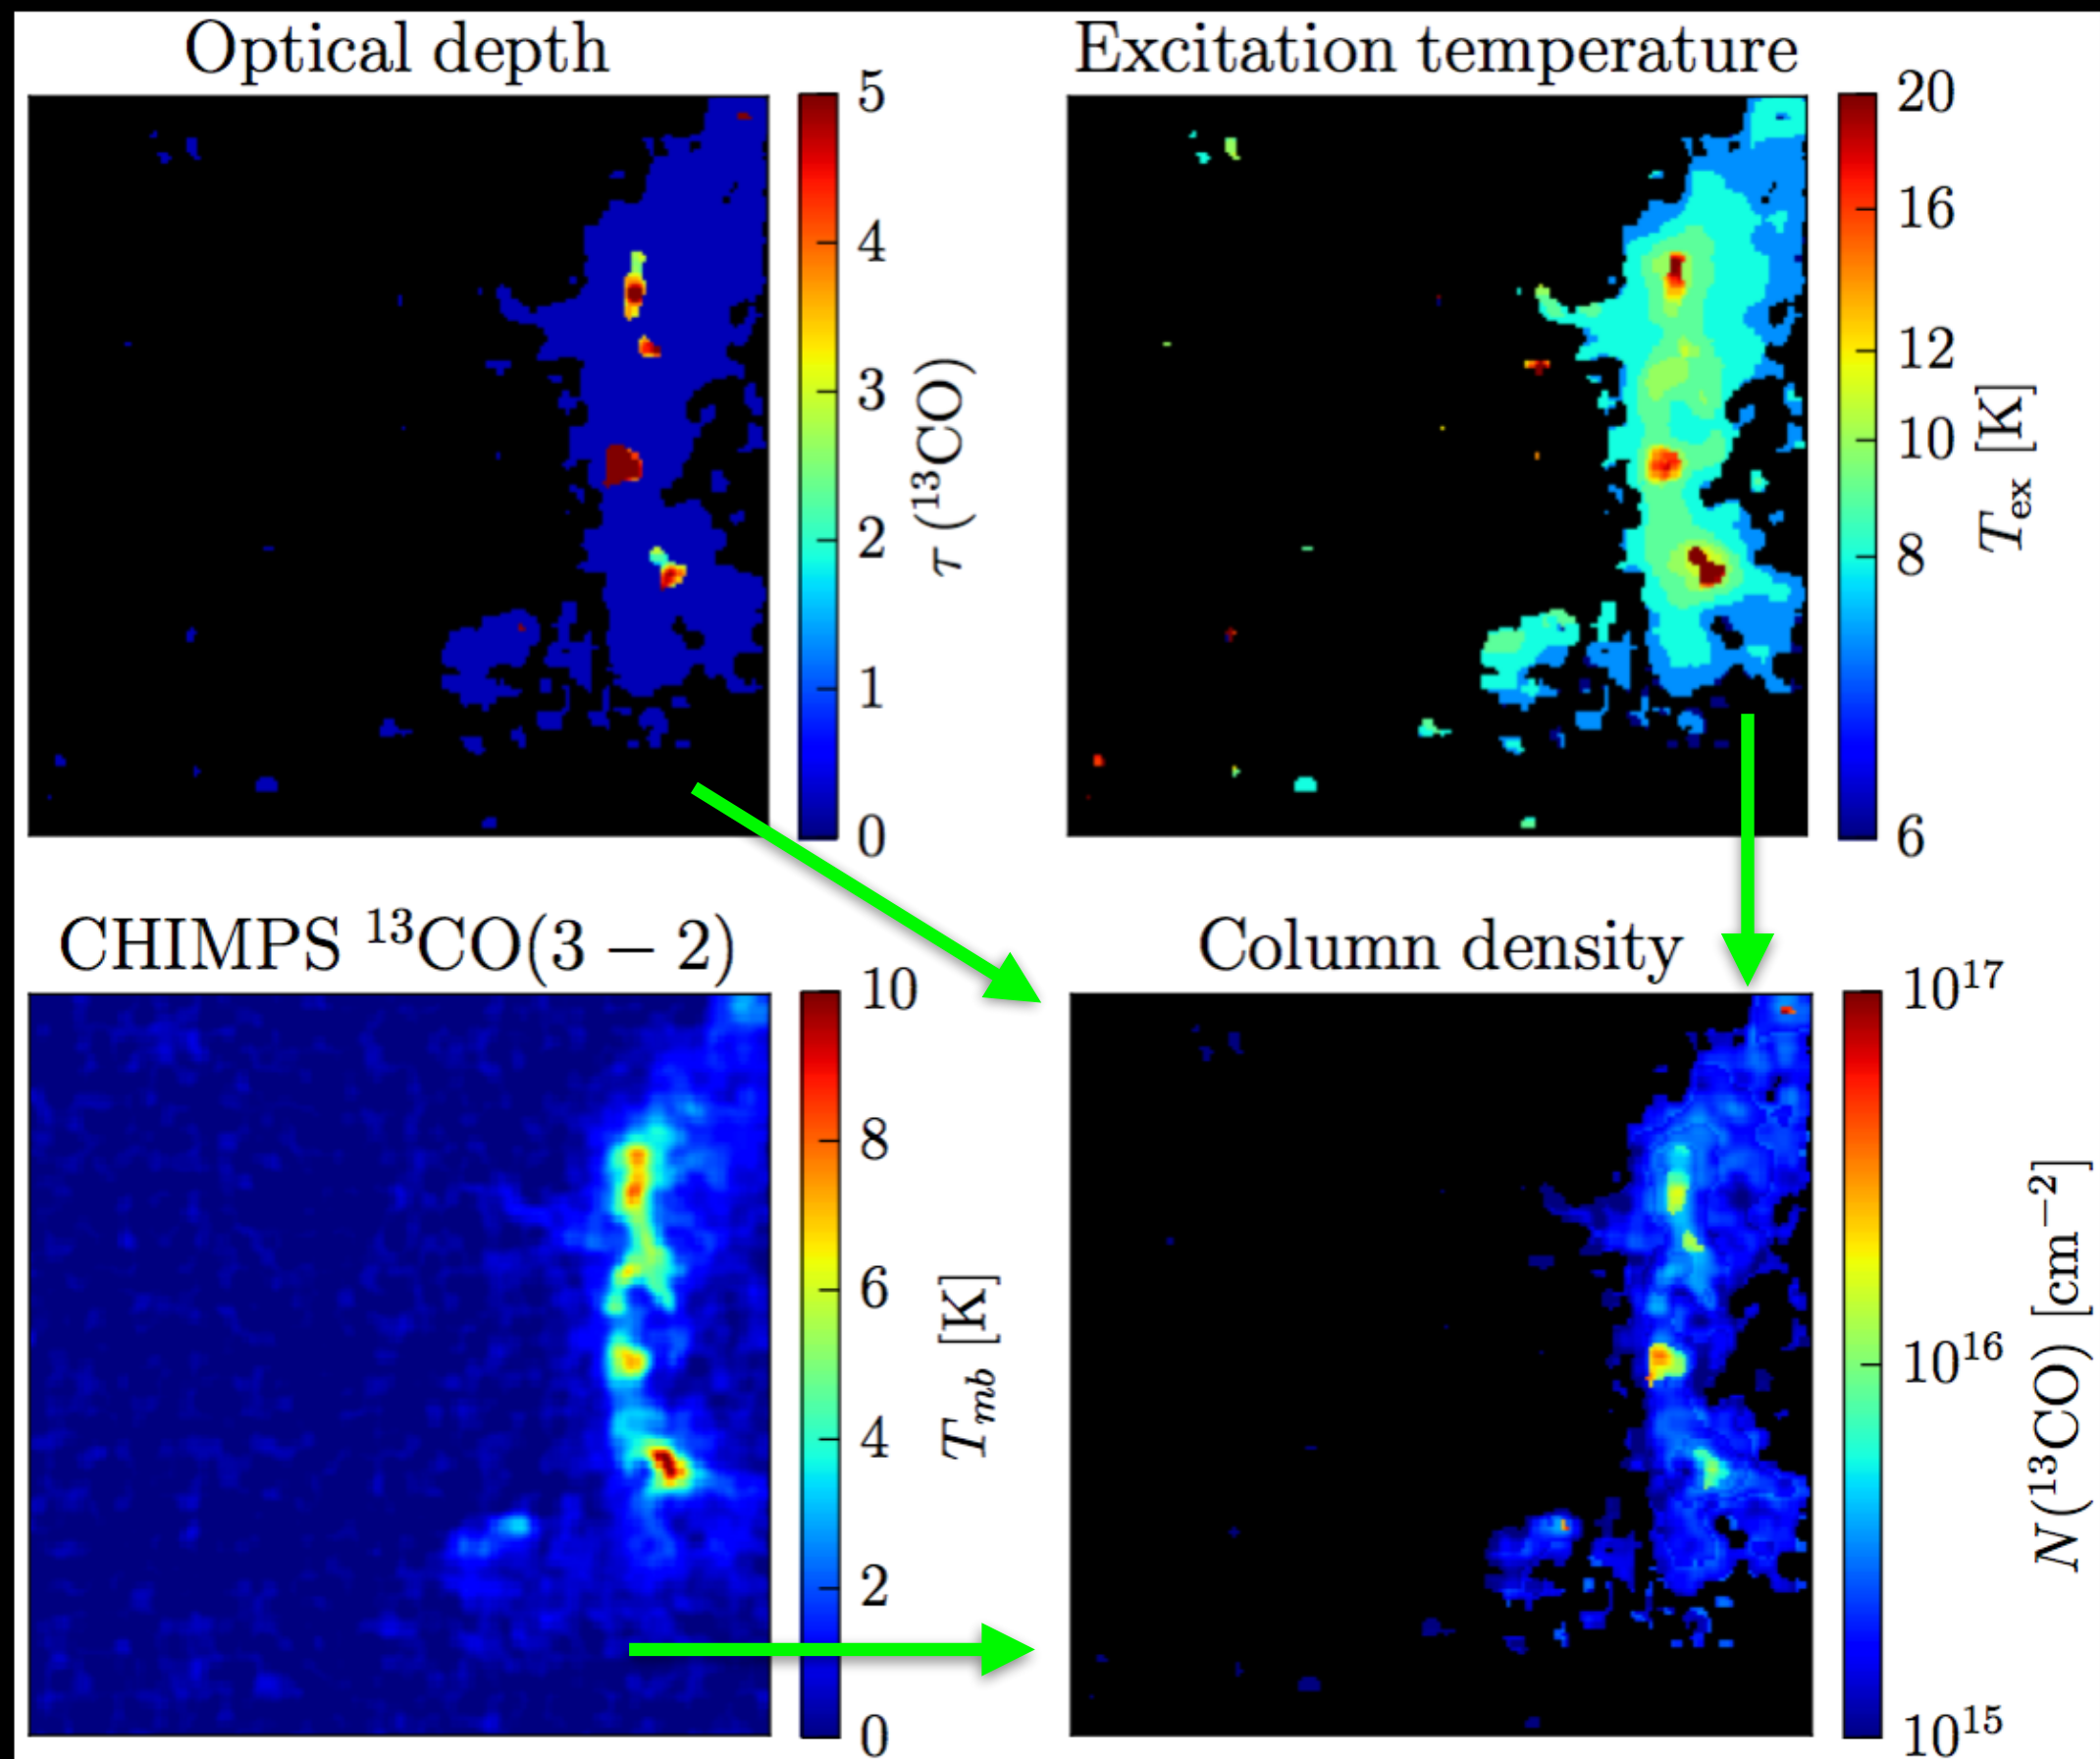 Optical depth
5
4
3
2
1
0
τ (¹³CO)
Excitation temperature
20
16
12
10
8
6
T_ex [K]
CHIMPS ¹³CO(3 − 2)
10
8
6
4
2
0
T_mb [K]
Column density
10¹⁷
10¹⁶
10¹⁵
N(¹³CO) [cm⁻²]